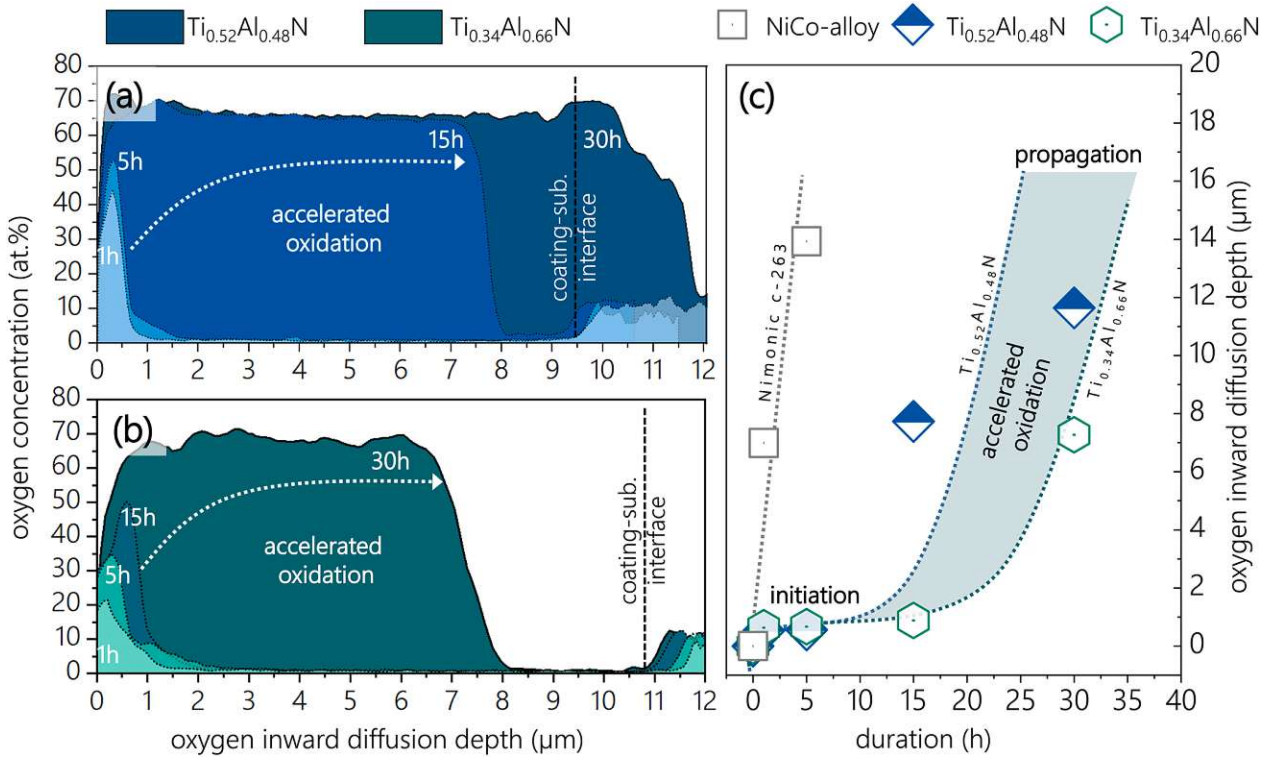 Ti0.52Al0.48N
Ti0.34Al0.66N
NiCo-alloy
Ti0.52Al0.48N
Ti0.34Al0.66N
(a)
80
70
60
50
40
30
20
10
0
5h
1h
15h
30h
accelerated
oxidation
coating-sub.
interface
0 1 2 3 4 5 6 7 8 9 10 11 12
oxygen concentration (at.%)
(b)
80
70
60
50
40
30
20
10
0
15h
5h
1h
30h
accelerated
oxidation
coating-sub.
interface
0 1 2 3 4 5 6 7 8 9 10 11 12
oxygen inward diffusion depth (µm)
(c)
propagation
Nimonic c-263
Ti0.52Al0.48N
accelerated
oxidation
Ti0.34Al0.66N
initiation
20
18
16
14
12
10
8
6
4
2
0
oxygen inward diffusion depth (µm)
0 5 10 15 20 25 30 35 40
duration (h)